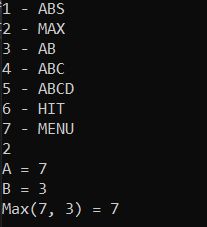 1 - ABS
2 - MAX
3 - AB
4 - ABC
5 - ABCD
6 - HIT
7 - MENU
2
A = 7
B = 3
Max(7, 3) = 7